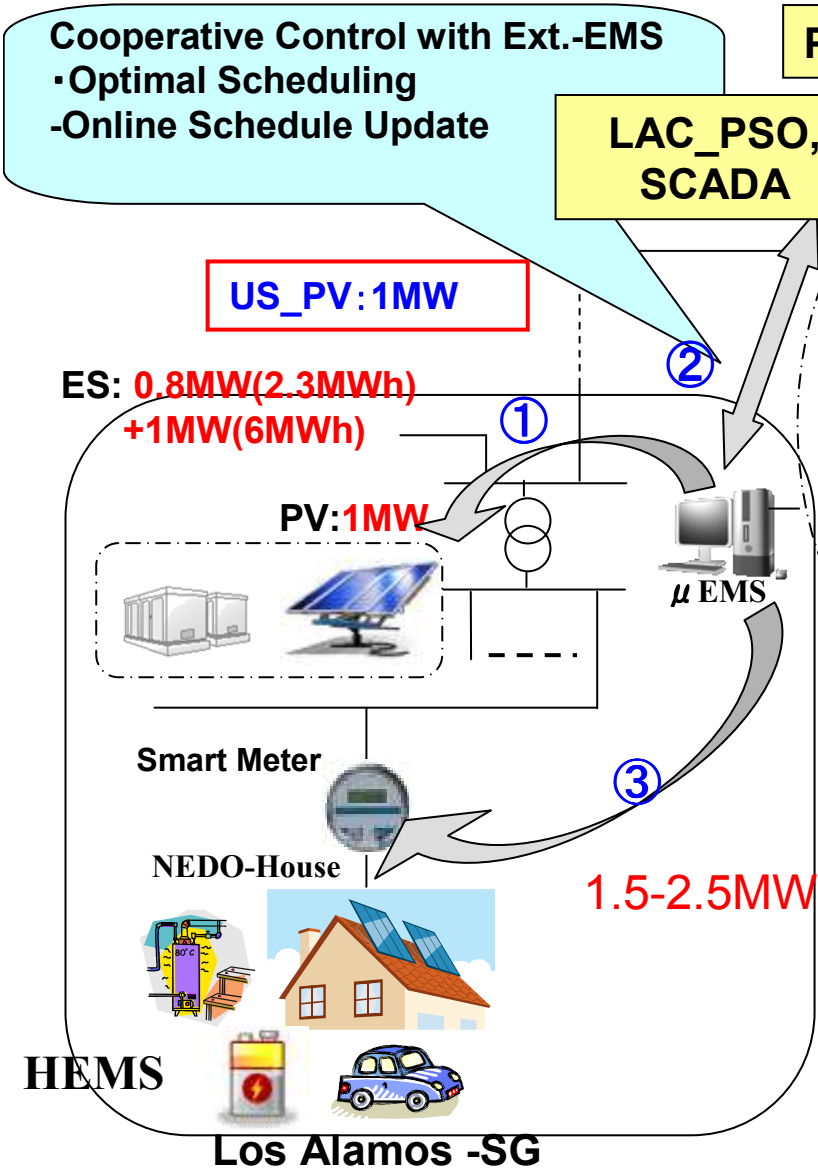 Cooperative Control with Ext.-EMS
・Optimal Scheduling
-Online Schedule Update
LAC_PSO,
SCADA
US_PV:1MW
②
ES: 0.8MW(2.3MWh)
+1MW(6MWh)
①
PV:1MW
μ EMS
Smart Meter
③
NEDO-House
1.5-2.5MW
80°C
HEMS
Los Alamos -SG